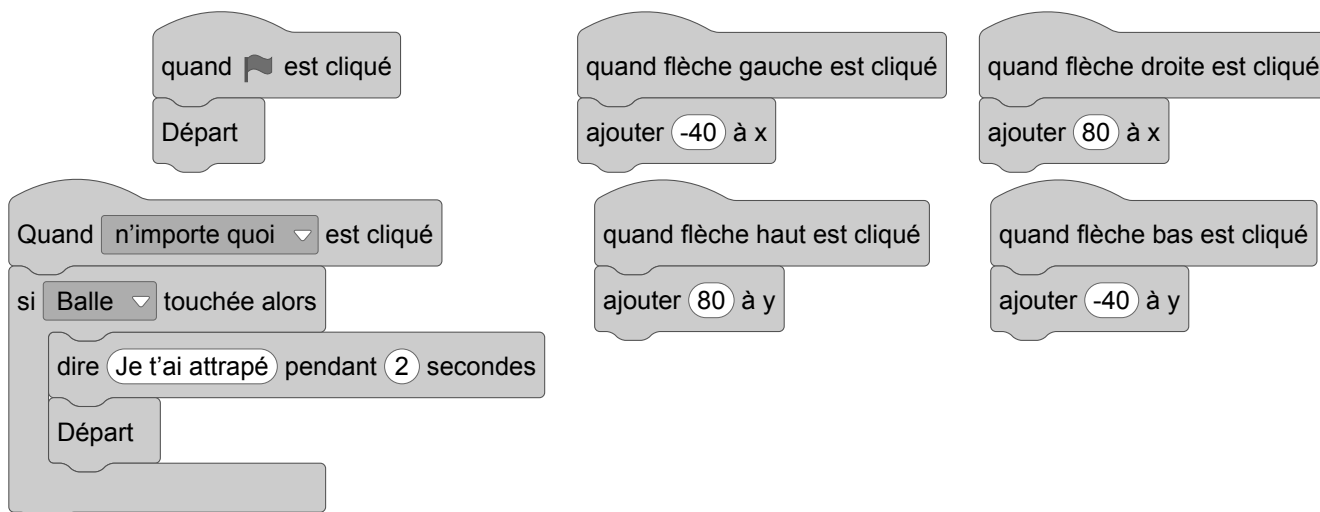 quand est cliqué
Départ
quand flèche gauche est cliqué
ajouter -40 à x
quand flèche droite est cliqué
ajouter 80 à x
Quand n'importe quoi est cliqué
si Balle touchée alors
dire Je t'ai attrapé pendant 2 secondes
Départ
quand flèche haut est cliqué
ajouter 80 à y
quand flèche bas est cliqué
ajouter -40 à y